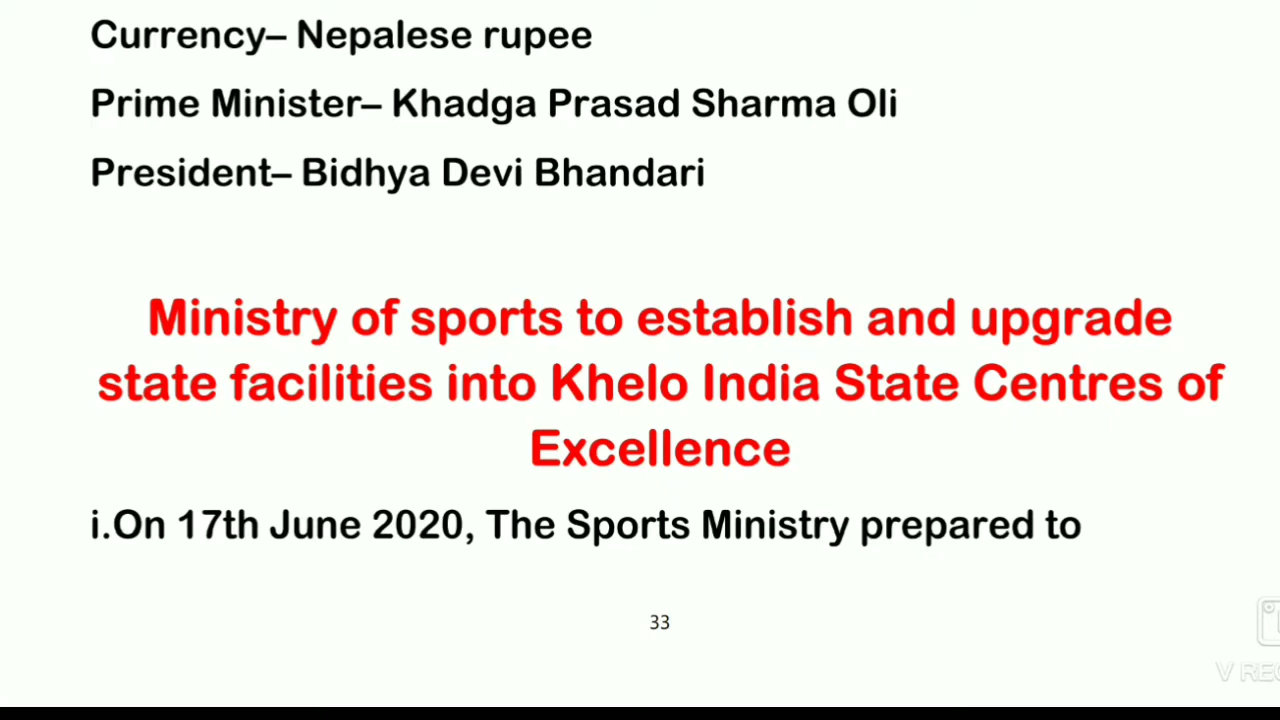 Currency– Nepalese rupee
Prime Minister– Khadga Prasad Sharma Oli
President– Bidhya Devi Bhandari
Ministry of sports to establish and upgrade
state facilities into Khelo India State Centres of
Excellence
i.On 17th June 2020, The Sports Ministry prepared to
33
V REC